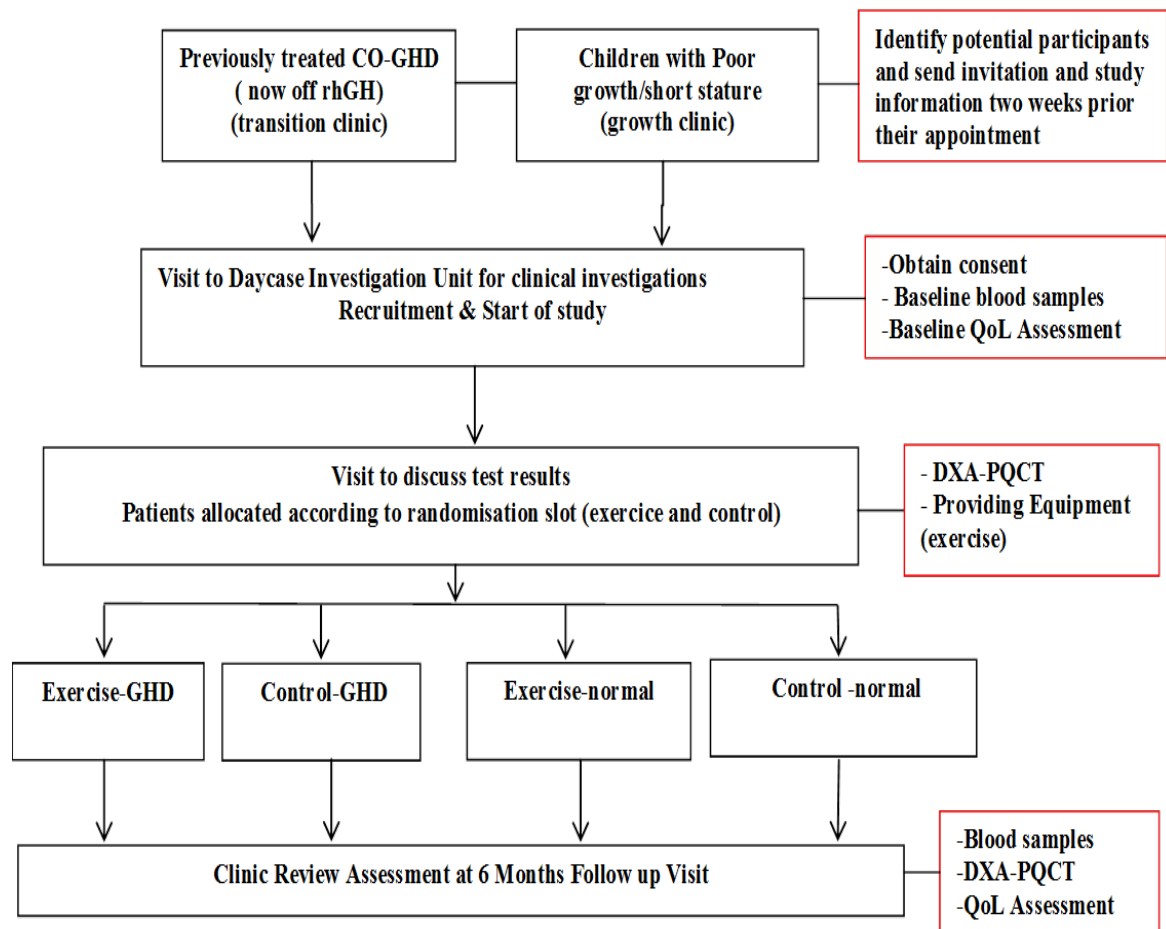 Previously treated CO-GHD
( now off rhGH)
(transition clinic)
Children with Poor
growth/short stature
(growth clinic)
Identify potential participants
and send invitation and study
information two weeks prior
their appointment
Visit to Daycase Investigation Unit for clinical investigations
Recruitment & Start of study
-Obtain consent
- Baseline blood samples
-Baseline QoL Assessment
Visit to discuss test results
Patients allocated according to randomisation slot (exercice and control)
- DXA-PQCT
- Providing Equipment
(exercise)
Exercise-GHD
Control-GHD
Exercise-normal
Control -normal
Clinic Review Assessment at 6 Months Follow up Visit
-Blood samples
-DXA-PQCT
-QoL Assessment